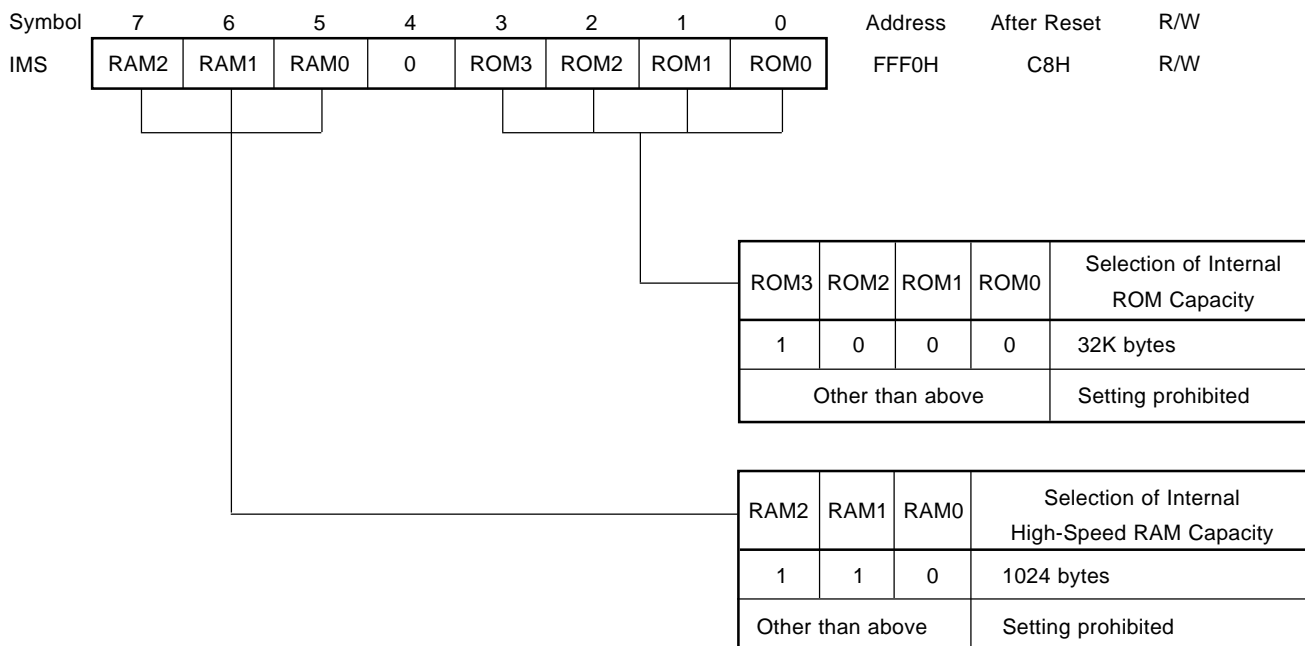 Symbol 7 6 5 4 3 2 1 0 Address After Reset R/W
IMS RAM2 RAM1 RAM0 0 ROM3 ROM2 ROM1 ROM0 FFF0H C8H R/W
ROM3 ROM2 ROM1 ROM0 Selection of Internal
ROM Capacity
1 0 0 0 32K bytes
Other than above Setting prohibited
RAM2 RAM1 RAM0 Selection of Internal
High-Speed RAM Capacity
1 1 0 1024 bytes
Other than above Setting prohibited